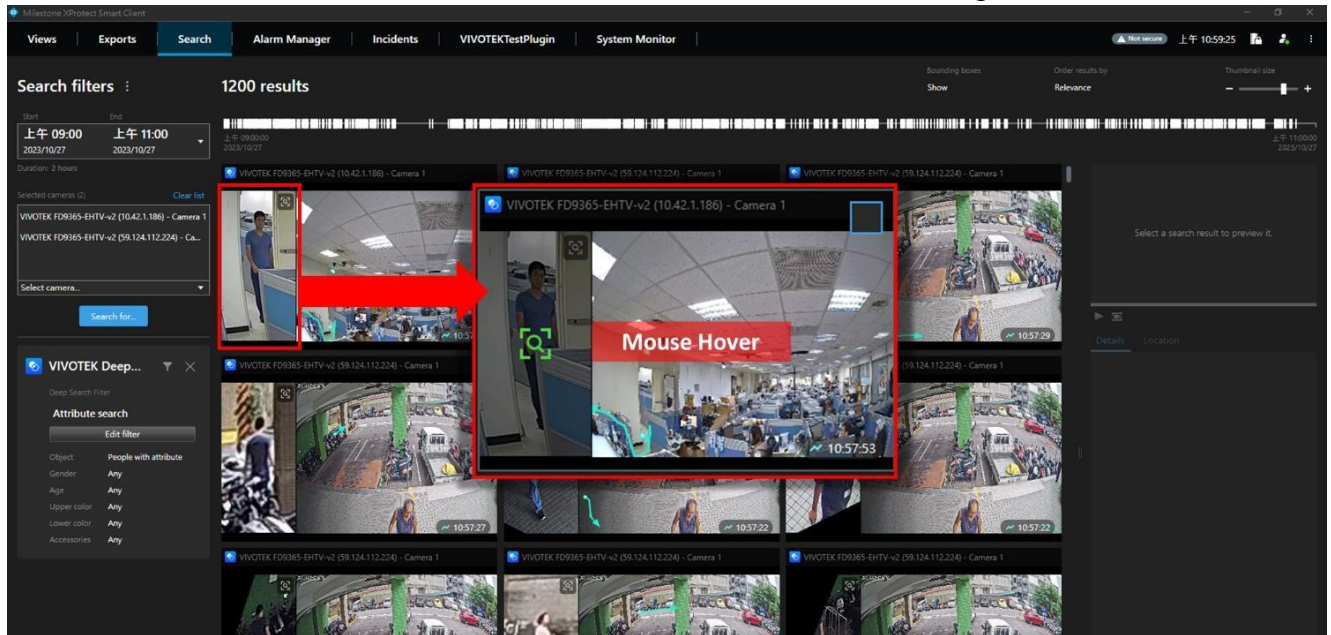 Milestone XProtect Smart Client
Views Exports Search Alarm Manager Incidents VIVOTEKTestPlugin System Monitor
Not secure 上午 10:59:25
Search filters
1200 results
Bounding boxes
Show
Order results by
Relevance
Thumbnail size
Start End
上午 09:00 上午 11:00
2023/10/27 2023/10/27
Duration: 2 hours
上午 09:00:00
2023/10/27
上午 11:00:00
2023/10/27
Selected cameras (2) Clear list
VIVOTEK FD9365-EHTV-v2 (10.42.1.186) - Camera 1
VIVOTEK FD9365-EHTV-v2 (59.124.112.224) - Ca...
Select camera...
Search for...
VIVOTEK Deep...
Deep Search Filter
Attribute search
Edit filter
Object People with attribute
Gender Any
Age Any
Upper color Any
Lower color Any
Accessories Any
VIVOTEK FD9365-EHTV-v2 (10.42.1.186) - Camera 1
VIVOTEK FD9365-EHTV-v2 (59.124.112.224) - Camera 1
VIVOTEK FD9365-EHTV-v2 (59.124.112.224) - Camera 1
10:57:29
VIVOTEK FD9365-EHTV-v2 (10.42.1.186) - Camera 1
Mouse Hover
10:57:53
VIVOTEK FD9365-EHTV-v2 (59.124.112.224) - Camera 1
(59.124.112.224) - Camera 1
10:57:27
10:57:22
10:57:22
VIVOTEK FD9365-EHTV-v2 (59.124.112.224) - Camera 1
VIVOTEK FD9365-EHTV-v2 (59.124.112.224) - Camera 1
VIVOTEK FD9365-EHTV-v2 (59.124.112.224) - Camera 1
Select a search result to preview it.
Details Location